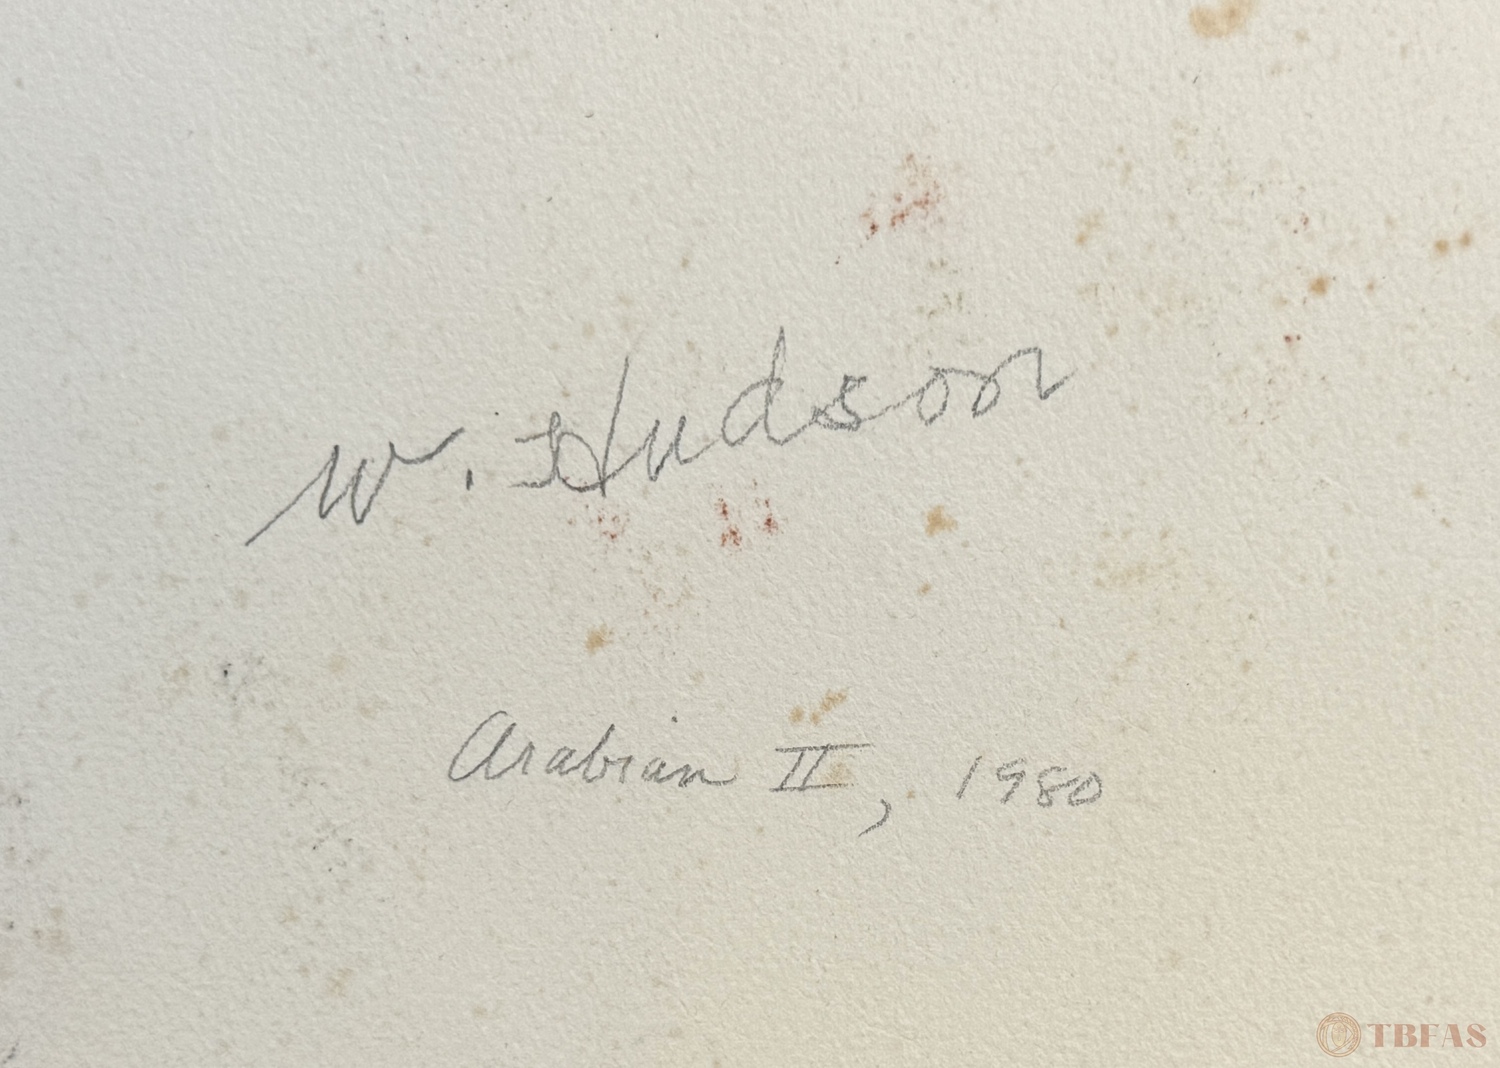 W. Hudson
Arabian II, 1980
TBFAS